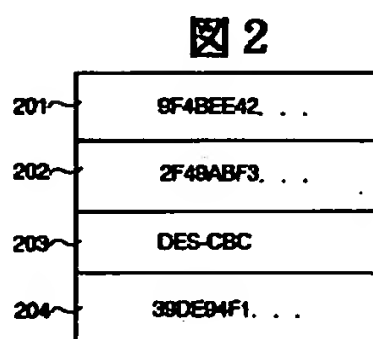 図 2
201 9F4BEE42. . .
202 2F49ABF3. . .
203 DES-CBC
204 39DE94F1. . .